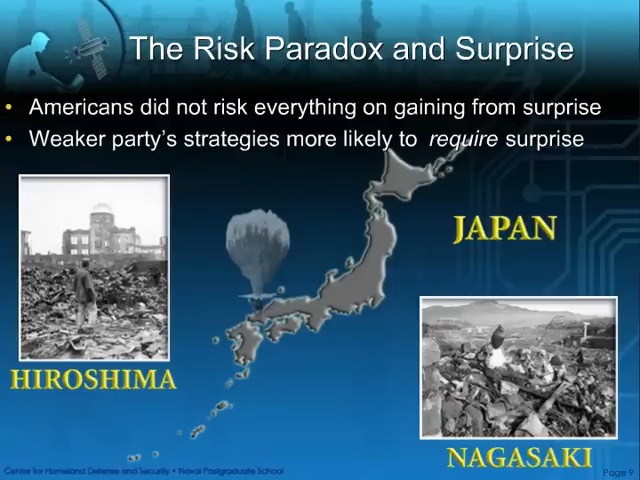 The Risk Paradox and Surprise
• Americans did not risk everything on gaining from surprise
• Weaker party's strategies more likely to require surprise
JAPAN
HIROSHIMA
NAGASAKI
Center for Homeland Defense and Security • Naval Postgraduate School
Page 9